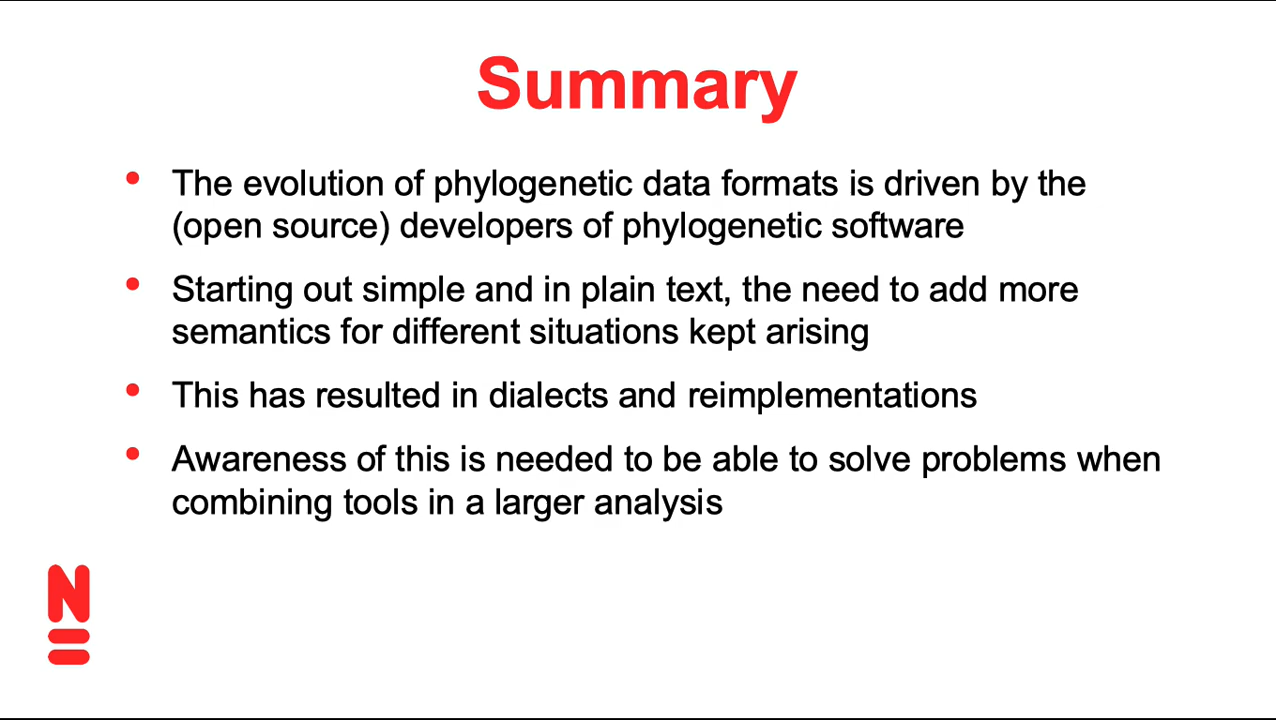 Summary
• The evolution of phylogenetic data formats is driven by the
(open source) developers of phylogenetic software
• Starting out simple and in plain text, the need to add more
semantics for different situations kept arising
• This has resulted in dialects and reimplementations
• Awareness of this is needed to be able to solve problems when
combining tools in a larger analysis
N